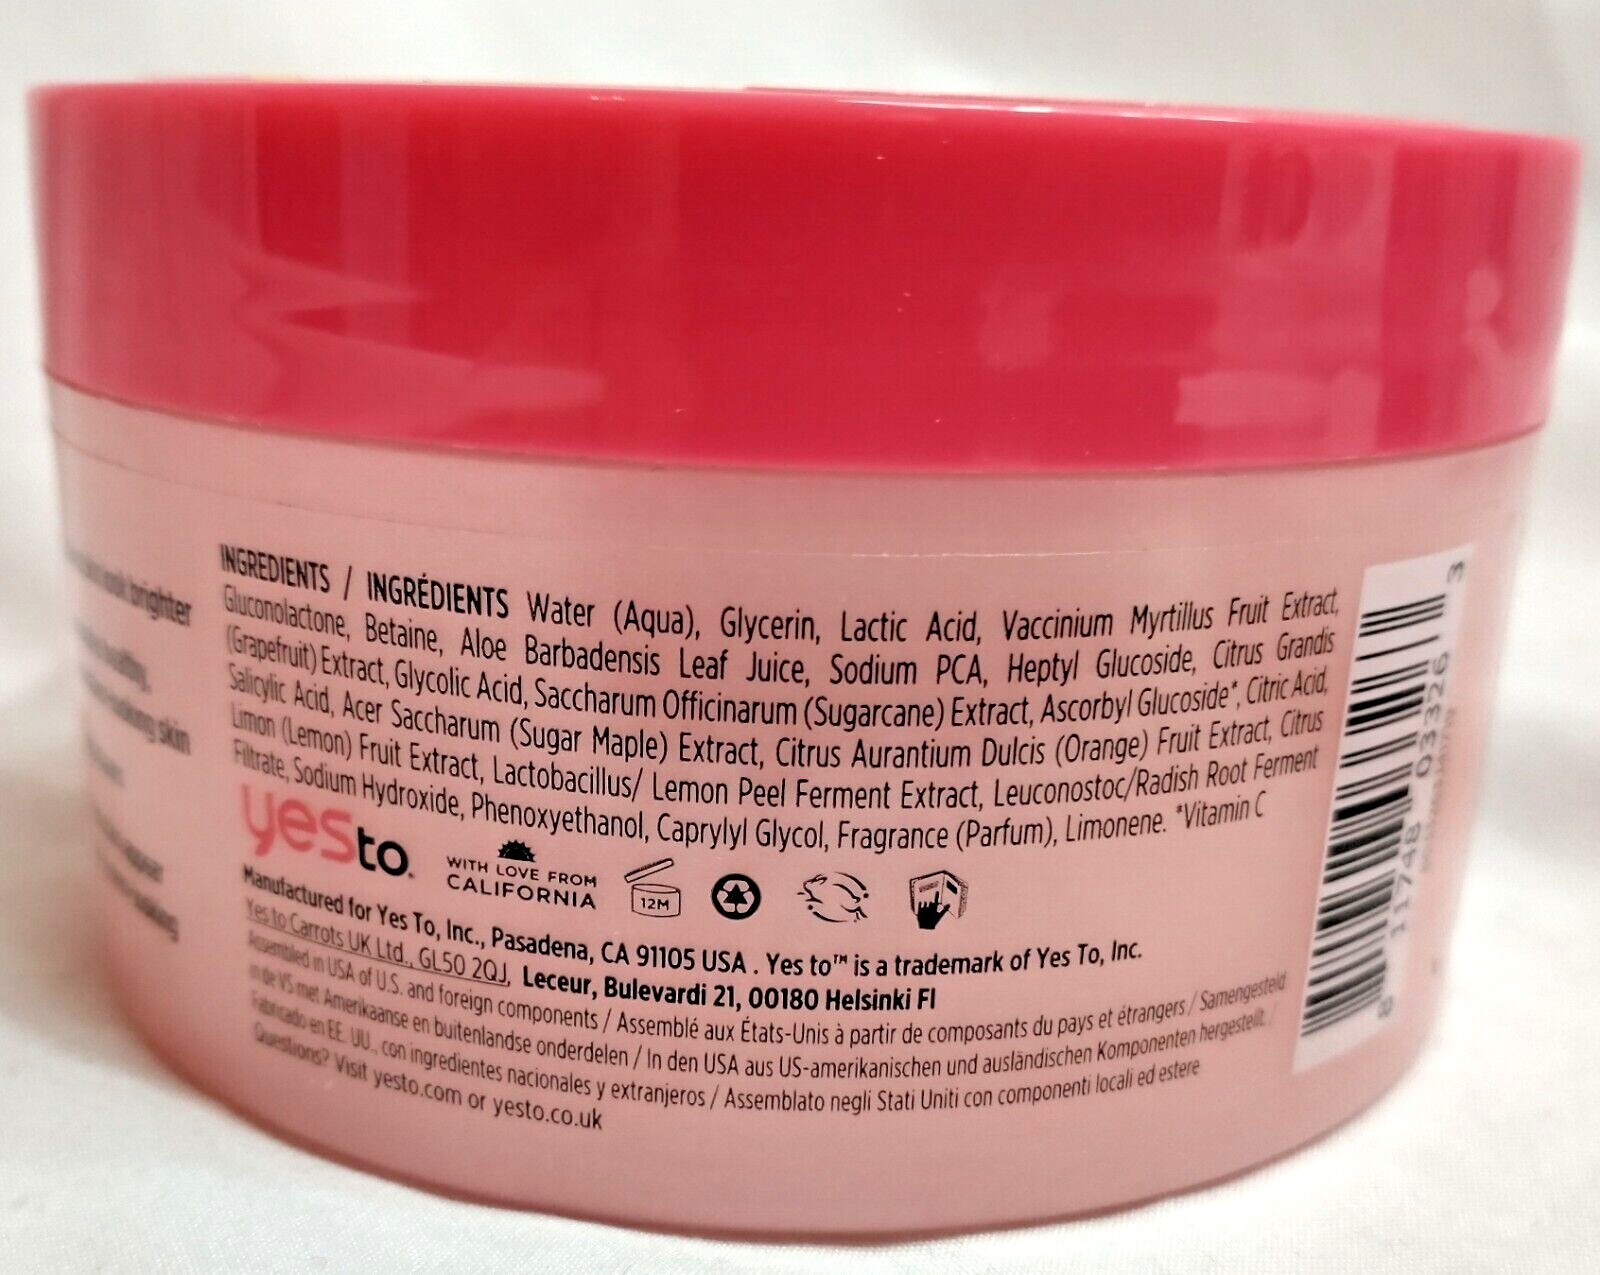 brighter
healthy,
looking skin
appear
looking
INGREDIENTS / INGRÉDIENTS Water (Aqua), Glycerin, Lactic Acid, Vaccinium Myrtillus Fruit Extract,
Gluconolactone, Betaine, Aloe Barbadensis Leaf Juice, Sodium PCA, Heptyl Glucoside, Citrus Grandis
(Grapefruit) Extract, Glycolic Acid, Saccharum Officinarum (Sugarcane) Extract, Ascorbyl Glucoside*, Citric Acid,
Salicylic Acid, Acer Saccharum (Sugar Maple) Extract, Citrus Aurantium Dulcis (Orange) Fruit Extract, Citrus
Limon (Lemon) Fruit Extract, Lactobacillus/ Lemon Peel Ferment Extract, Leuconostoc/Radish Root Ferment
Filtrate, Sodium Hydroxide, Phenoxyethanol, Caprylyl Glycol, Fragrance (Parfum), Limonene. *Vitamin C
yesto.
WITH LOVE FROM
CALIFORNIA
12M
Manufactured for Yes To, Inc., Pasadena, CA 91105 USA . Yes to™ is a trademark of Yes To, Inc.
Yes to Carrots UK Ltd., GL50 2QJ, Leceur, Bulevardi 21, 00180 Helsinki FI
Assembled in USA of U.S. and foreign components / Assemblé aux États-Unis à partir de composants du pays et étrangers / Samengesteld
in de VS met Amerikaanse en buitenlandse onderdelen / In den USA aus US-amerikanischen und ausländischen Komponenten hergestellt. /
Fabricado en EE. UU., con ingredientes nacionales y extranjeros / Assemblato negli Stati Uniti con componenti locali ed estere
Questions? Visit yesto.com or yesto.co.uk
8 11748 03326 3